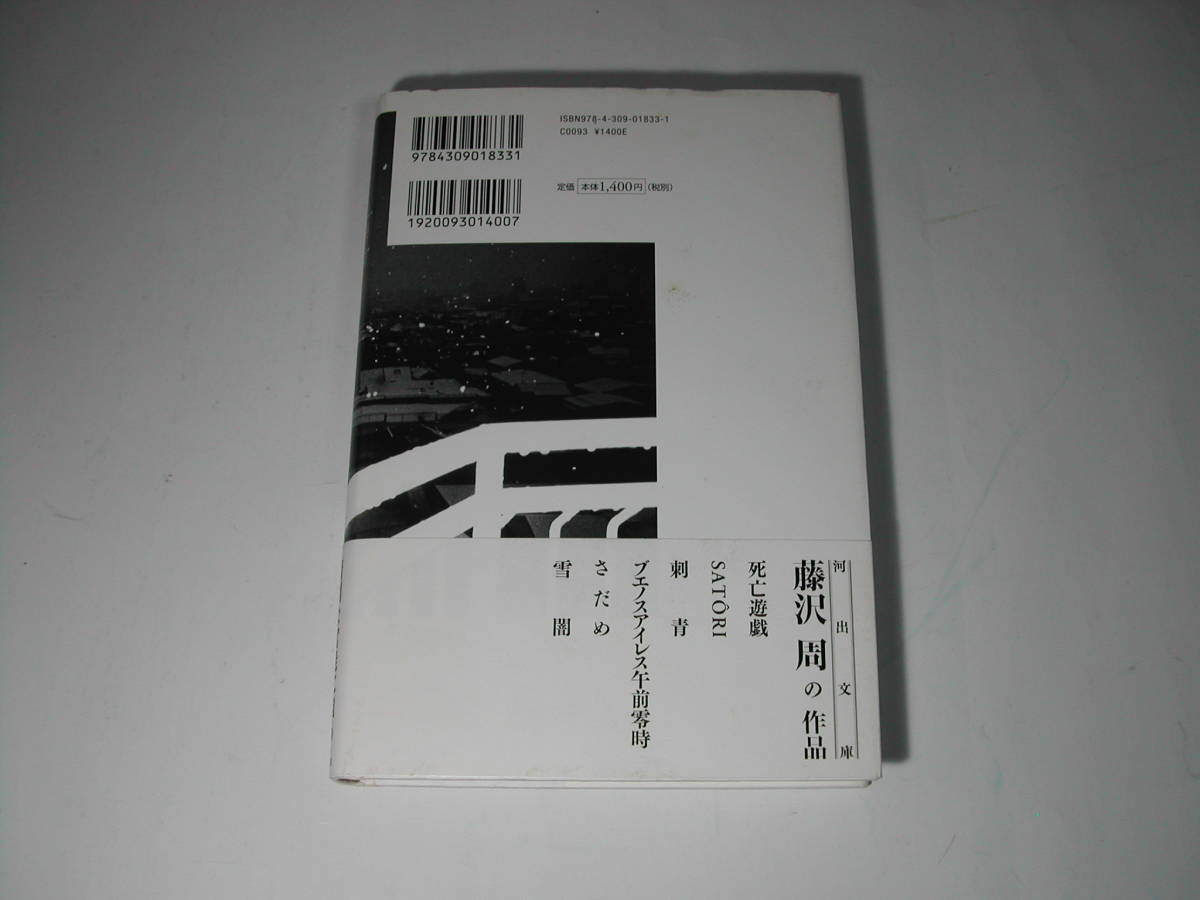 ISBN978-4-309-01833-1
C0093 ¥1400E
9784309018331
定価 本体1,400円(税別)
1920093014007
河出文庫
藤沢 周の作品
死亡遊戯
SATÔRI
刺青
ブエノスアイレス午前零時
さだめ
雪闇